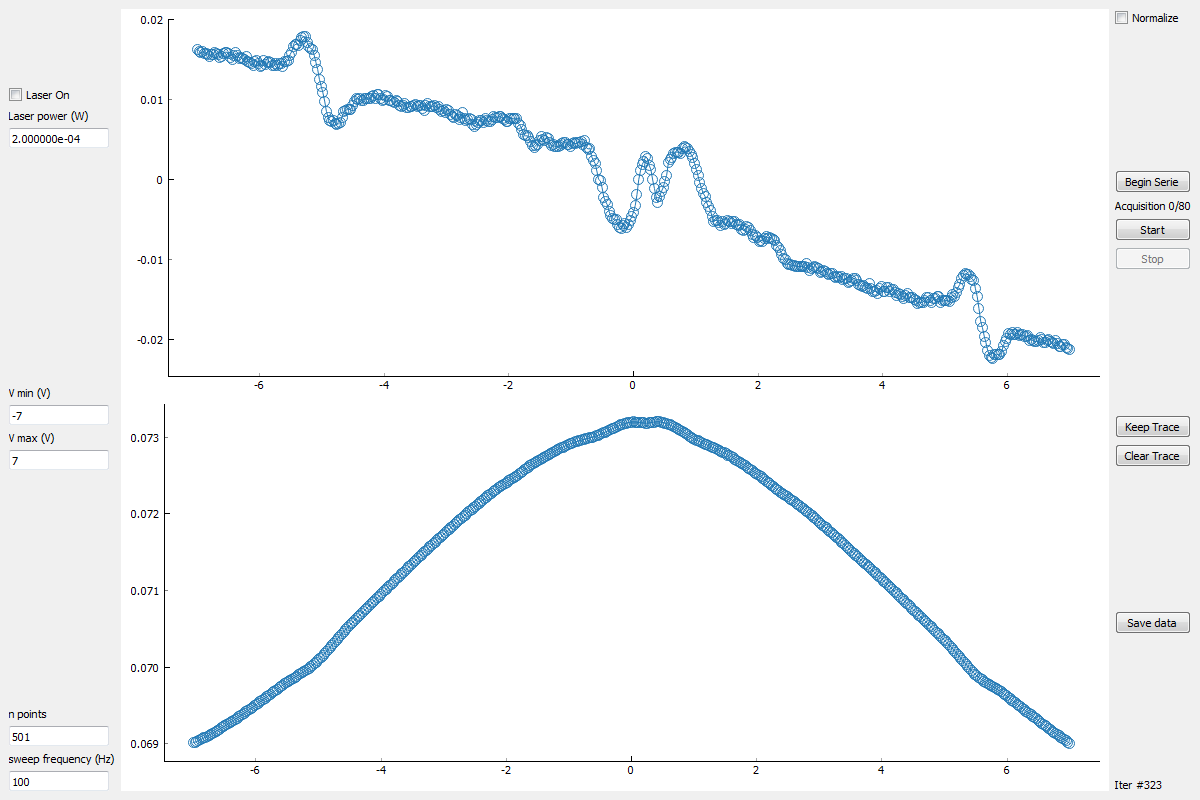 Laser On
Laser power (W)
2.000000e-04
V min (V)
-7
V max (V)
7
n points
501
sweep frequency (Hz)
100
0.02
0.01
0
-0.01
-0.02
-6 -4 -2 0 2 4 6
0.073
0.072
0.071
0.070
0.069
-6 -4 -2 0 2 4 6
Normalize
Begin Serie
Acquisition 0/80
Start
Stop
Keep Trace
Clear Trace
Save data
Iter #323